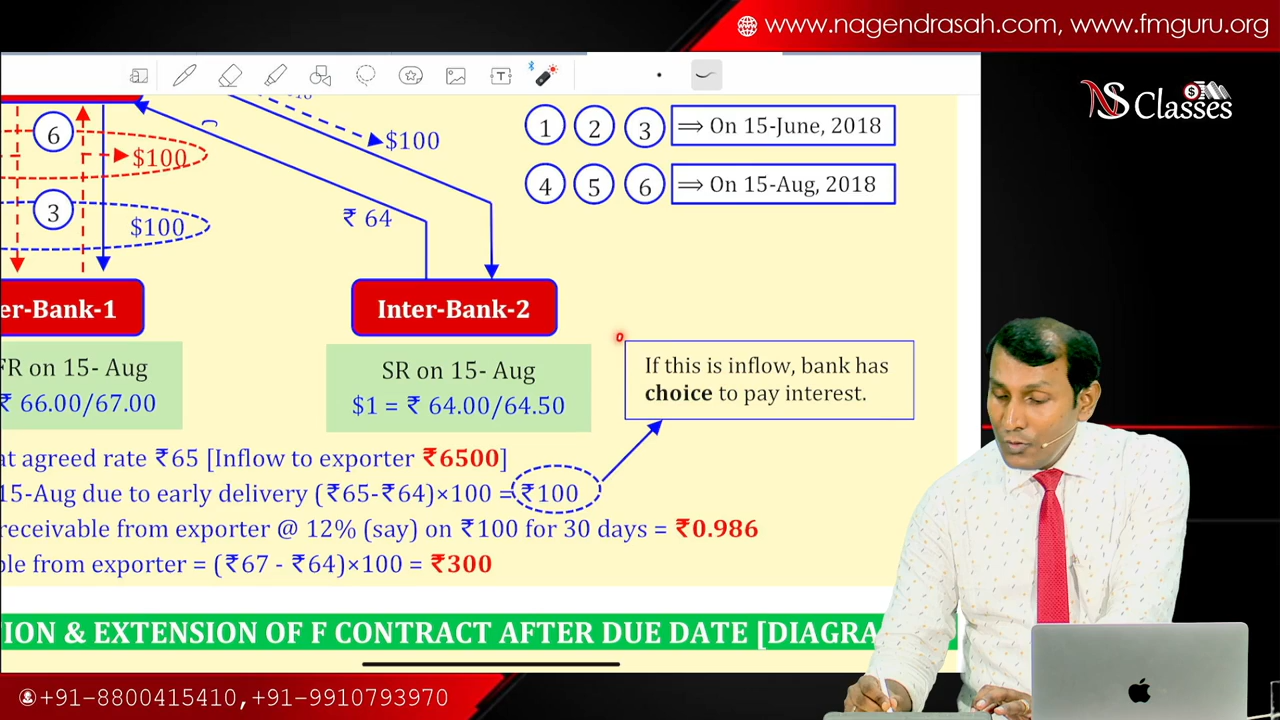 www.nagendrasah.com, www.fmguru.org
NS Classes
6
$100
3
$100
$100
₹ 64
1 2 3 ⟹ On 15-June, 2018
4 5 6 ⟹ On 15-Aug, 2018
er-Bank-1
Inter-Bank-2
FR on 15- Aug
₹ 66.00/67.00
SR on 15- Aug
$1 = ₹ 64.00/64.50
If this is inflow, bank has
choice to pay interest.
at agreed rate ₹65 [Inflow to exporter ₹6500]
15-Aug due to early delivery (₹65-₹64)×100 = ₹100
receivable from exporter @ 12% (say) on ₹100 for 30 days = ₹0.986
ble from exporter = (₹67 - ₹64)×100 = ₹300
ION & EXTENSION OF F CONTRACT AFTER DUE DATE [DIAGRA
+91-8800415410,+91-9910793970